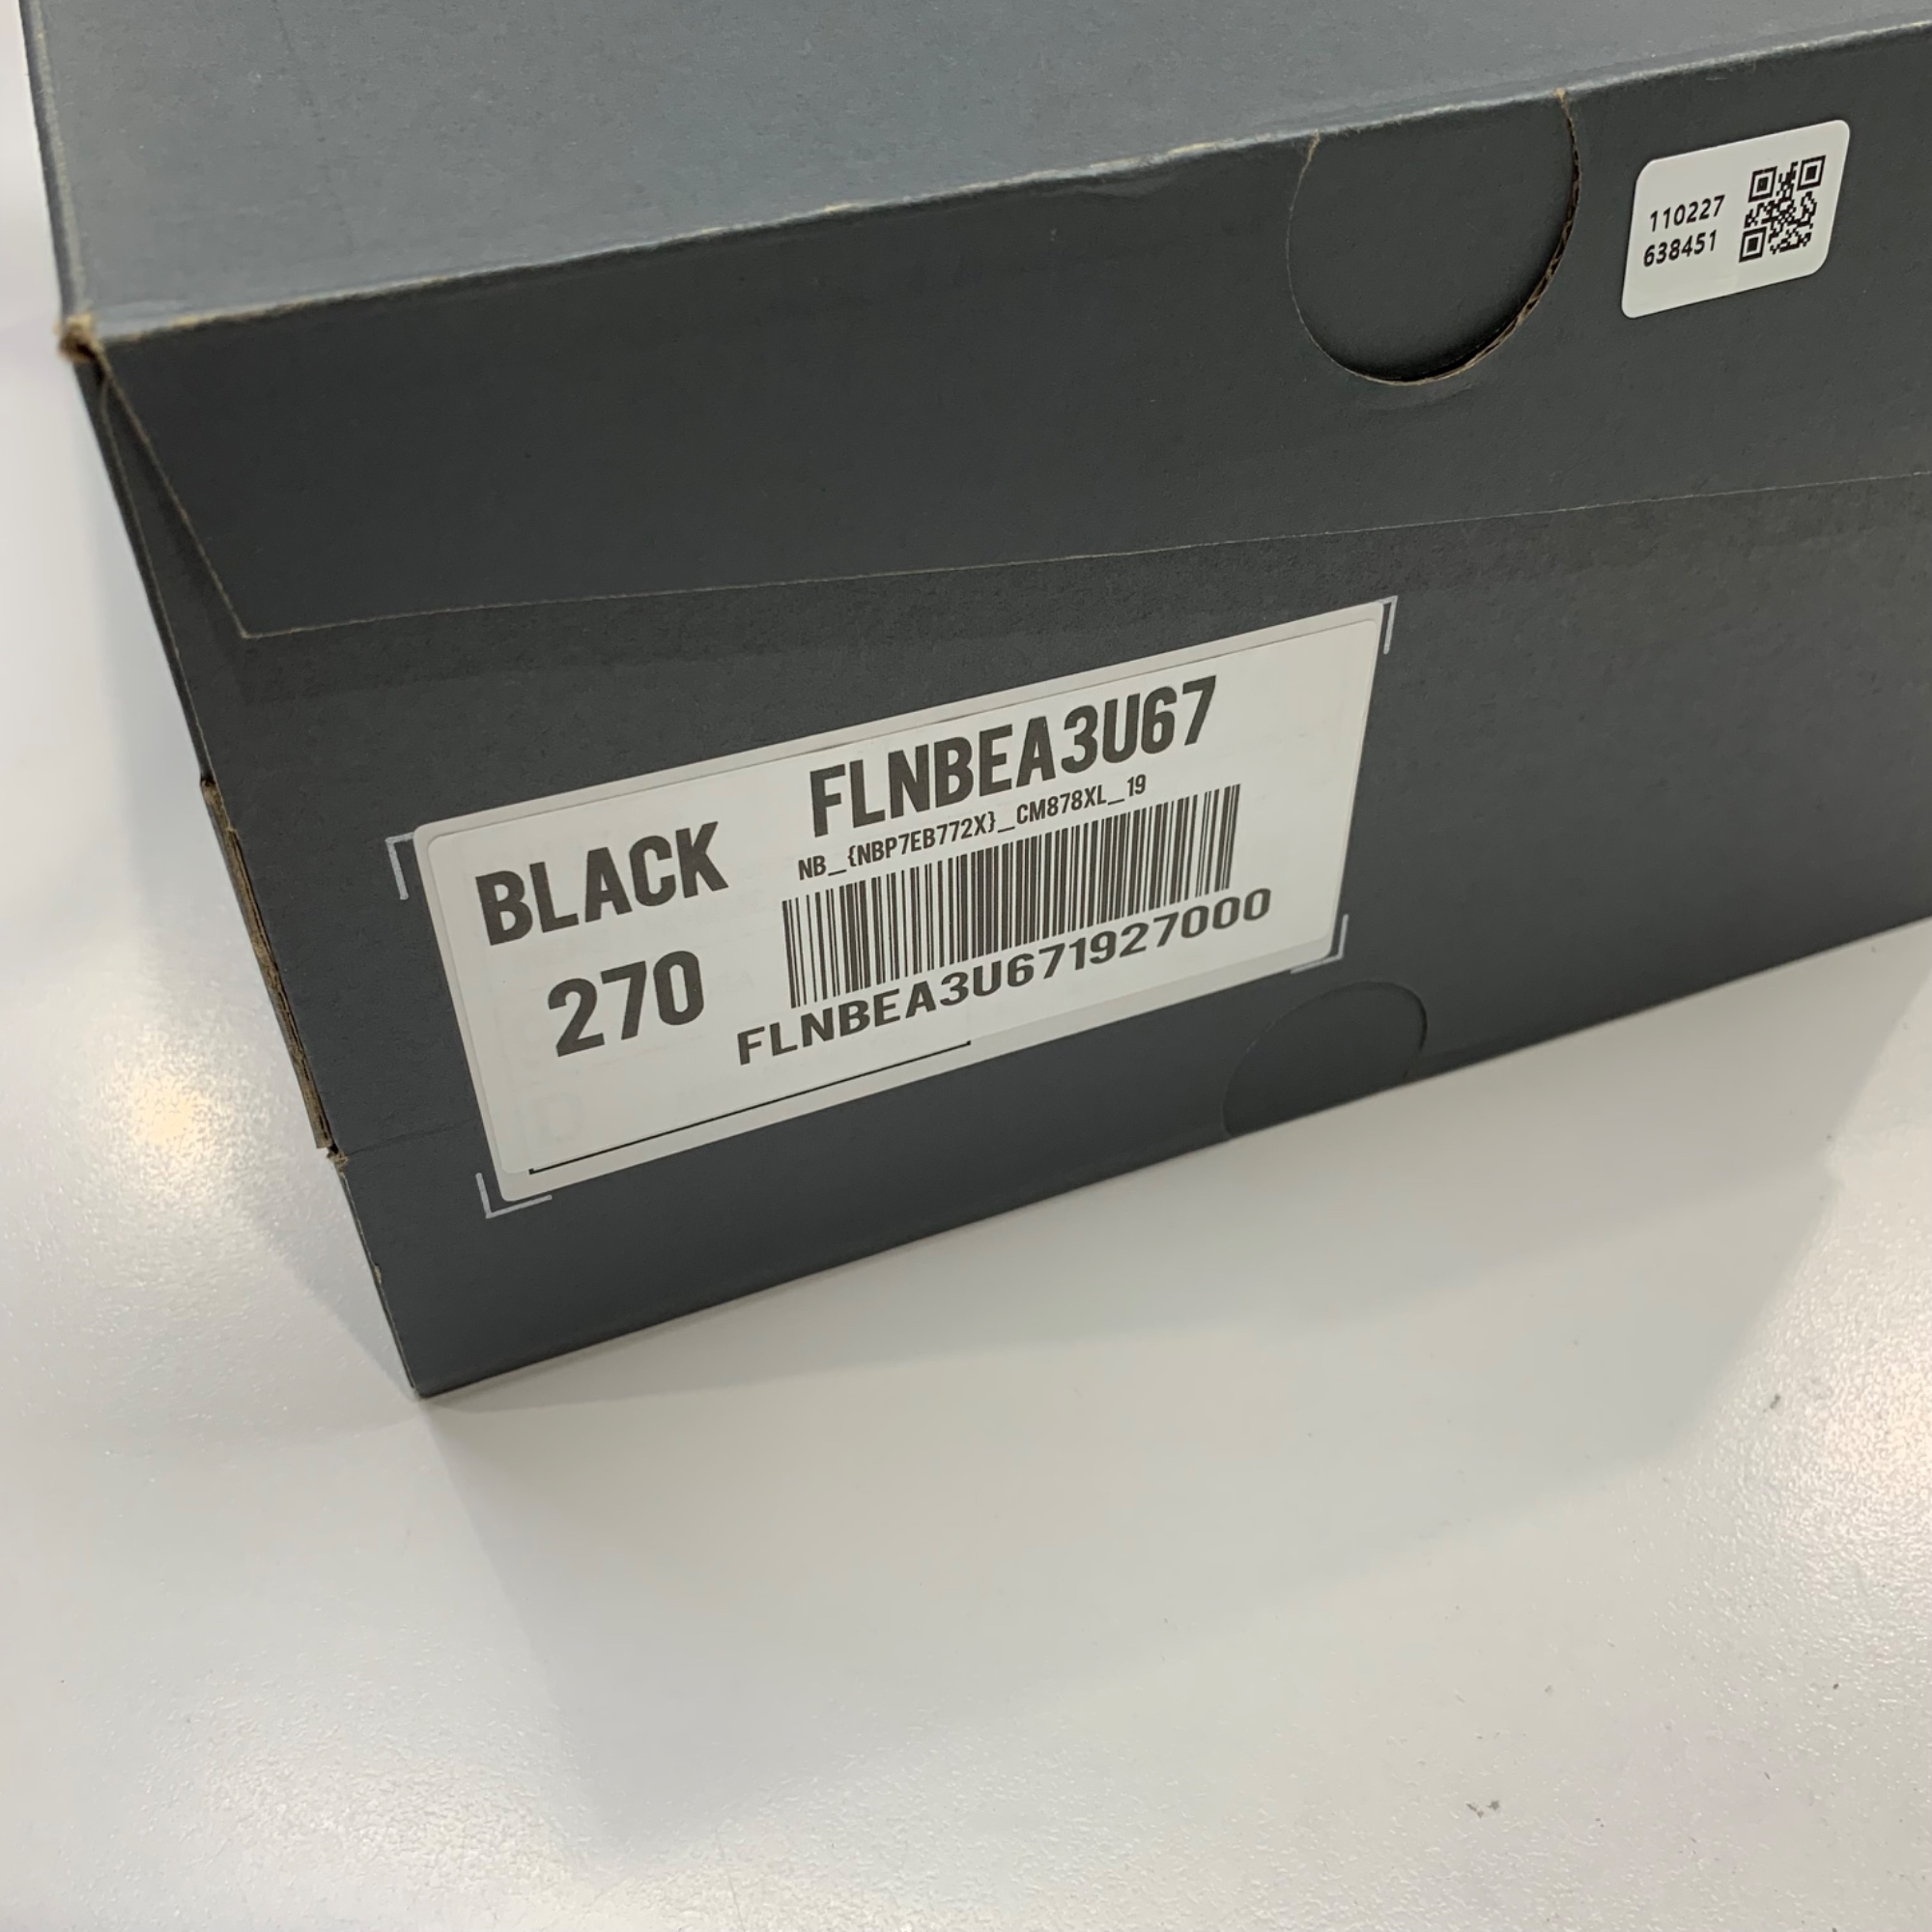 110227
638451
FLNBEA3U67
NB_{NBP7EB772X}_CM878XL_19
BLACK
270
FLNBEA3U671927000